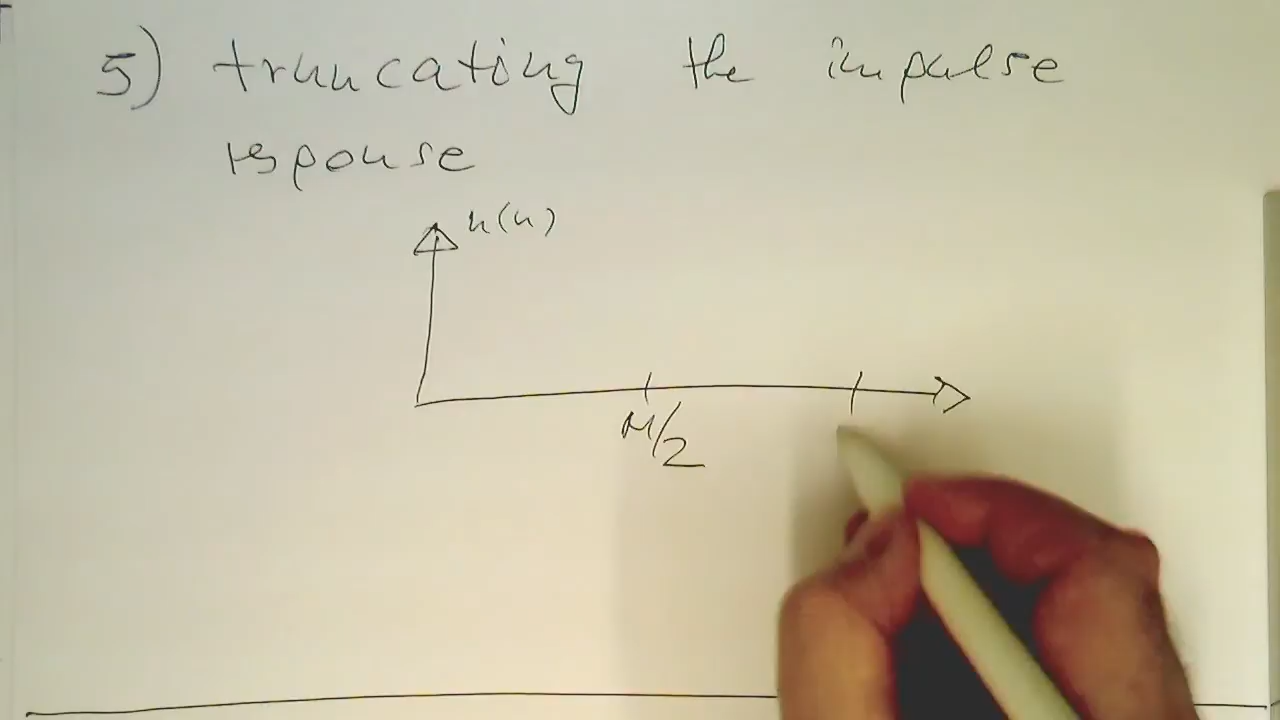 5) truncating the impulse
response
h(n)
M/2